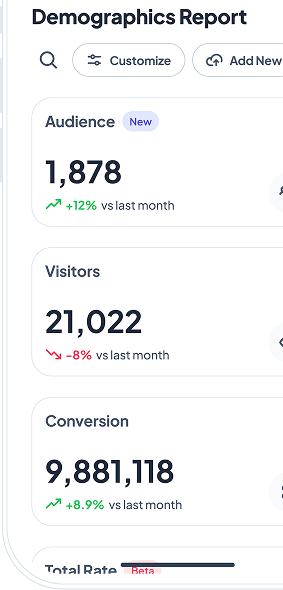 Demographics Report
Customize
Add New
Audience New
1,878
+12% vs last month
Visitors
21,022
-8% vs last month
Conversion
9,881,118
+8.9% vs last month
Total Rate Beta